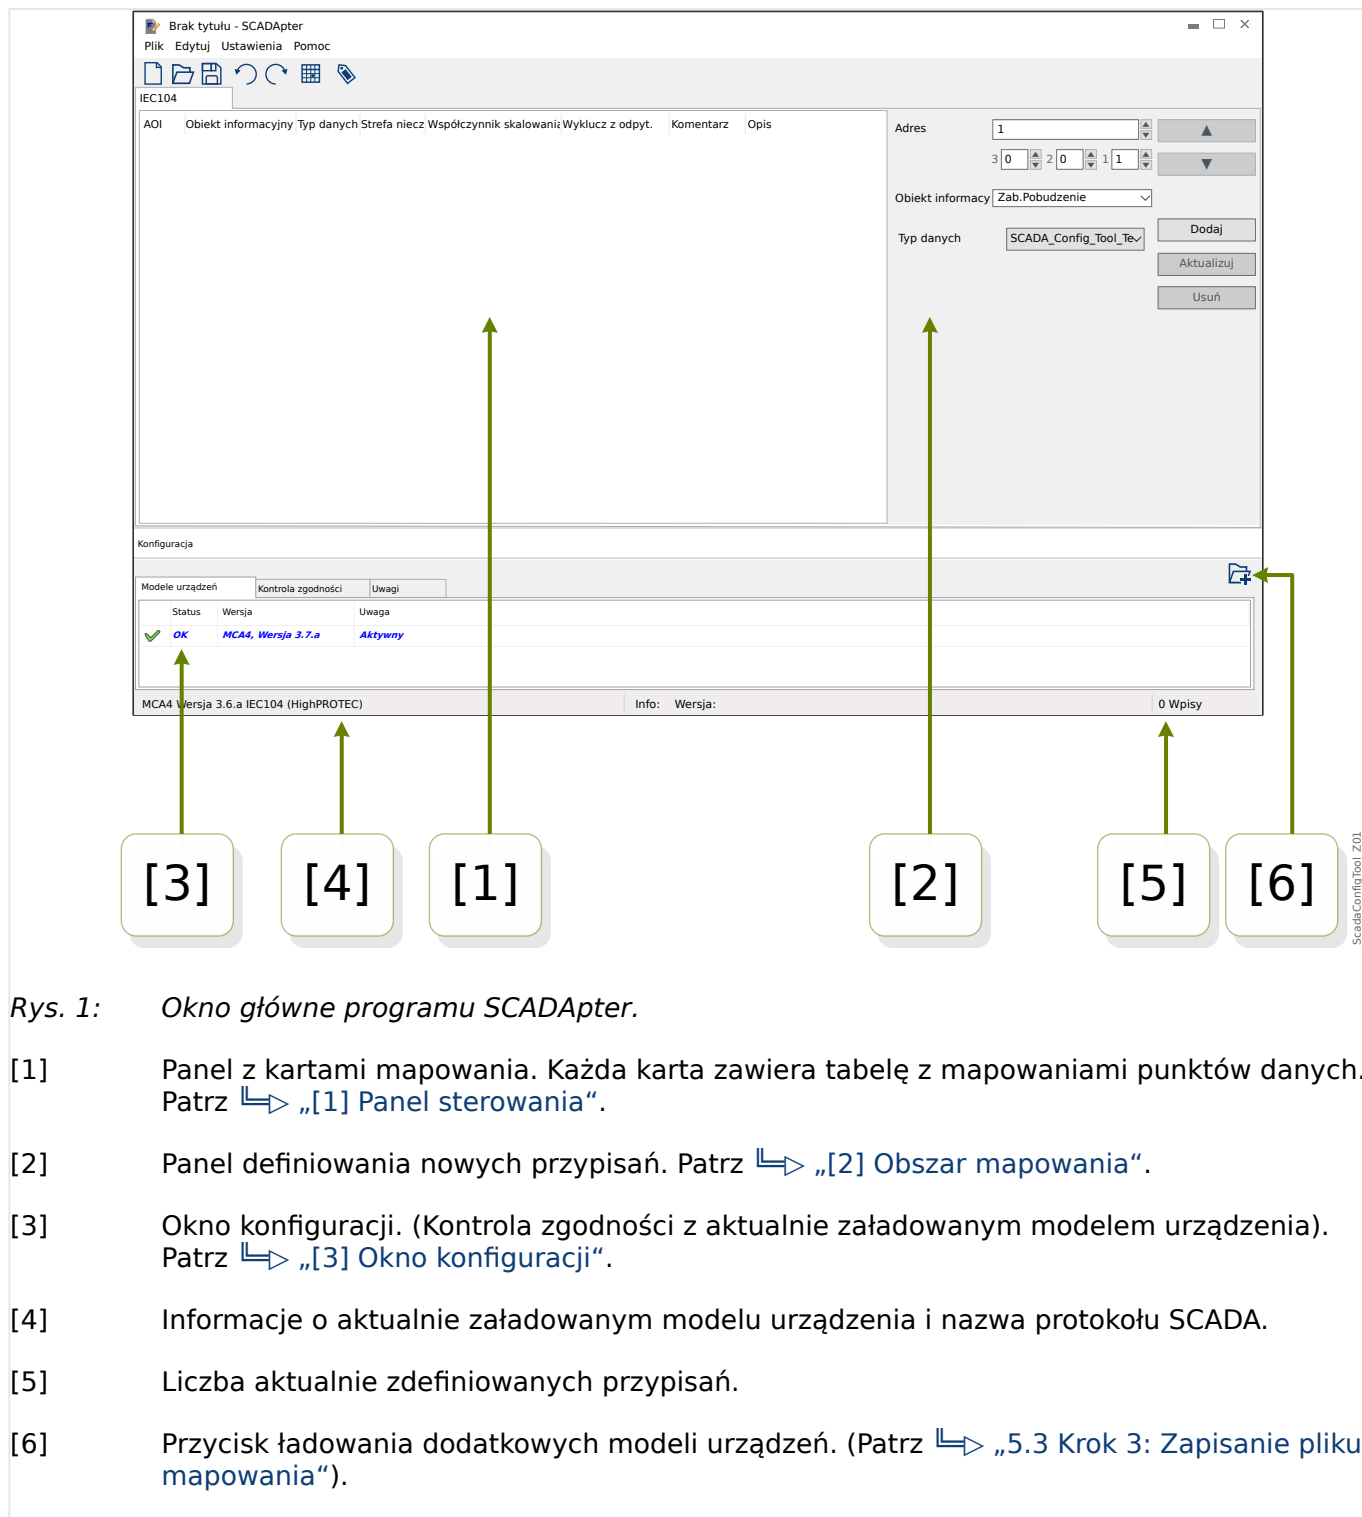 Brak tytułu - SCADApter
Plik Edytuj Ustawienia Pomoc
IEC104
AOI Obiekt informacyjny Typ danych Strefa niecz Współczynnik skalowania Wyklucz z odpyt. Komentarz Opis
Adres 1
3 0 2 0 1 1
Obiekt informacy Zab.Pobudzenie
Typ danych SCADA_Config_Tool_Te
Dodaj
Aktualizuj
Usuń
Konfiguracja
Modele urządzeń Kontrola zgodności Uwagi
Status Wersja Uwaga
OK MCA4, Wersja 3.7.a Aktywny
MCA4 Wersja 3.6.a IEC104 (HighPROTEC) Info: Wersja: 0 Wpisy
[3] [4] [1] [2] [5] [6]
ScadaConfigTool_Z01
Rys. 1: Okno główne programu SCADApter.
[1] Panel z kartami mapowania. Każda karta zawiera tabelę z mapowaniami punktów danych.
Patrz „[1] Panel sterowania“.
[2] Panel definiowania nowych przypisań. Patrz „[2] Obszar mapowania“.
[3] Okno konfiguracji. (Kontrola zgodności z aktualnie załadowanym modelem urządzenia).
Patrz „[3] Okno konfiguracji“.
[4] Informacje o aktualnie załadowanym modelu urządzenia i nazwa protokołu SCADA.
[5] Liczba aktualnie zdefiniowanych przypisań.
[6] Przycisk ładowania dodatkowych modeli urządzeń. (Patrz „5.3 Krok 3: Zapisanie pliku
mapowania“).